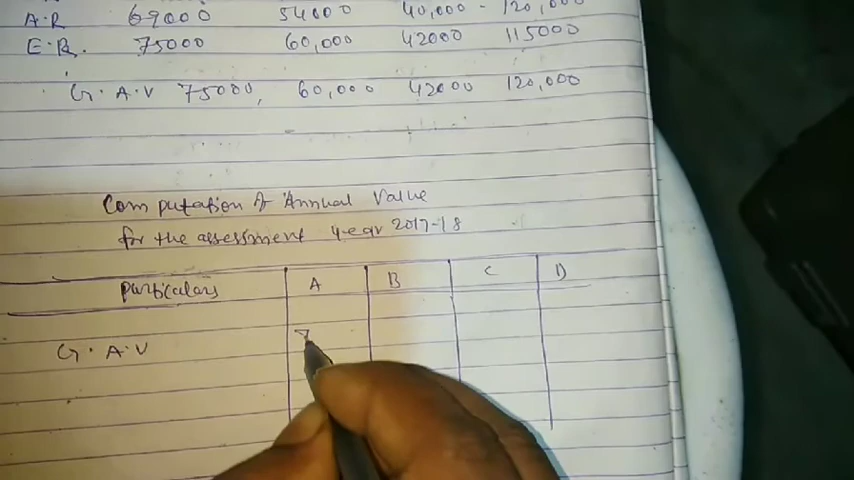 A.R 69000 54000 40,000 - 120,000
E.R. 75000 60,000 42000 115000
G.A.V 75000, 60,000 42000 120,000
Computation of Annual Value
for the assessment year 2017-18
particulars A B C D
G.A.V 7